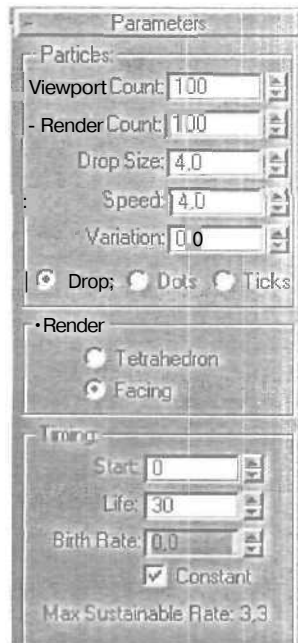 - Parameters
Particles:
Viewport Count: 100
- Render Count: 100
Drop Size: 4,0
: Speed: 4,0
Variation: 0 0
Drop; Dots Ticks
• Render
Tetrahedron
Facing
Timing:
Start: 0
Life: 30
Birth Rate: 0,0
Constant
Max Sustainable Rate: 3,3